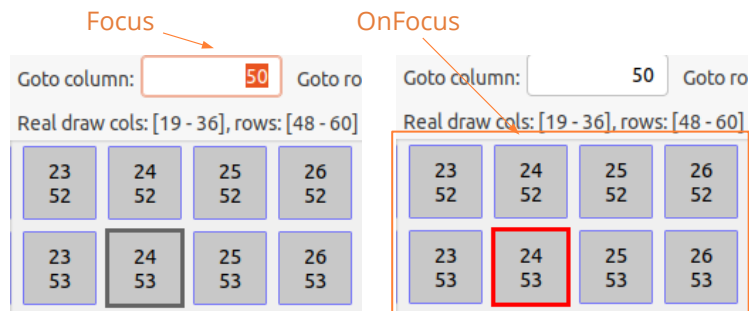 Focus
OnFocus
Goto column: 50 Goto ro
Real draw cols: [19 - 36], rows: [48 - 60]
23 24 25 26
52 52 52 52
23 24 25 26
53 53 53 53
Goto column: 50 Goto ro
Real draw cols: [19 - 36], rows: [48 - 60]
23 24 25 26
52 52 52 52
23 24 25 26
53 53 53 53